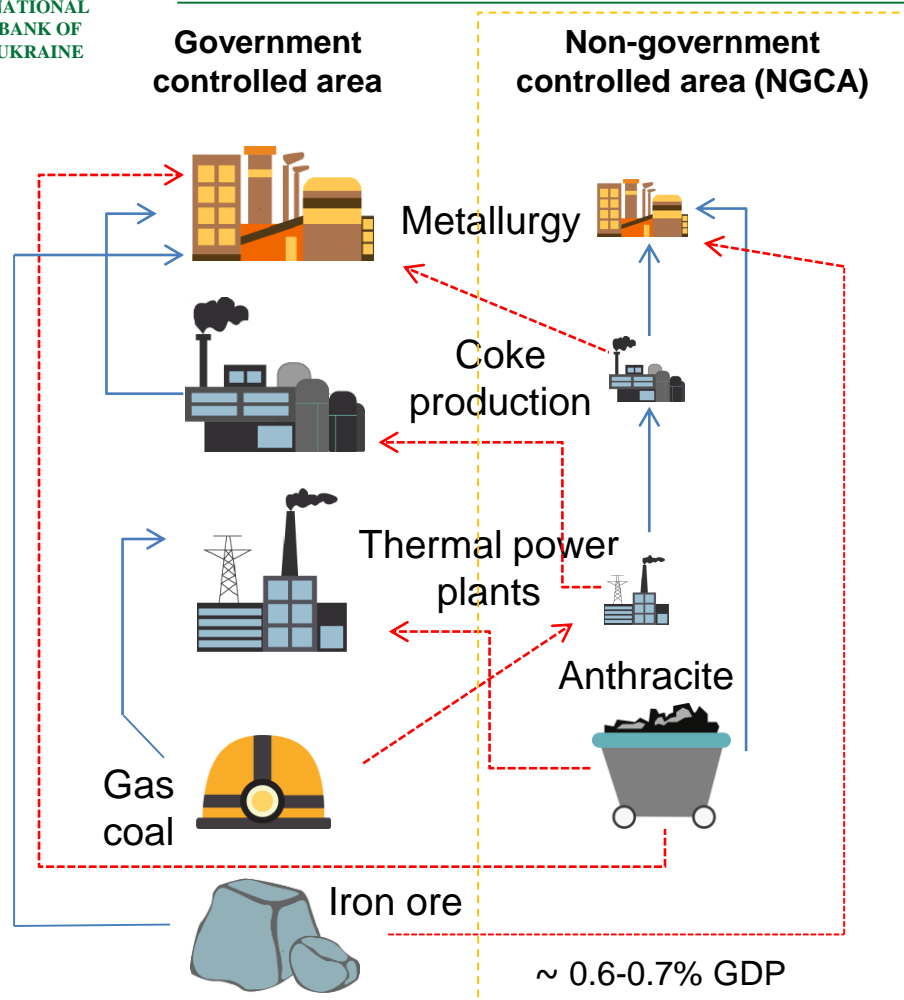 NATIONAL
BANK OF
UKRAINE
Government
controlled area
Non-government
controlled area (NGCA)
Metallurgy
Coke
production
Thermal power
plants
Anthracite
Gas
coal
Iron ore
~ 0.6-0.7% GDP